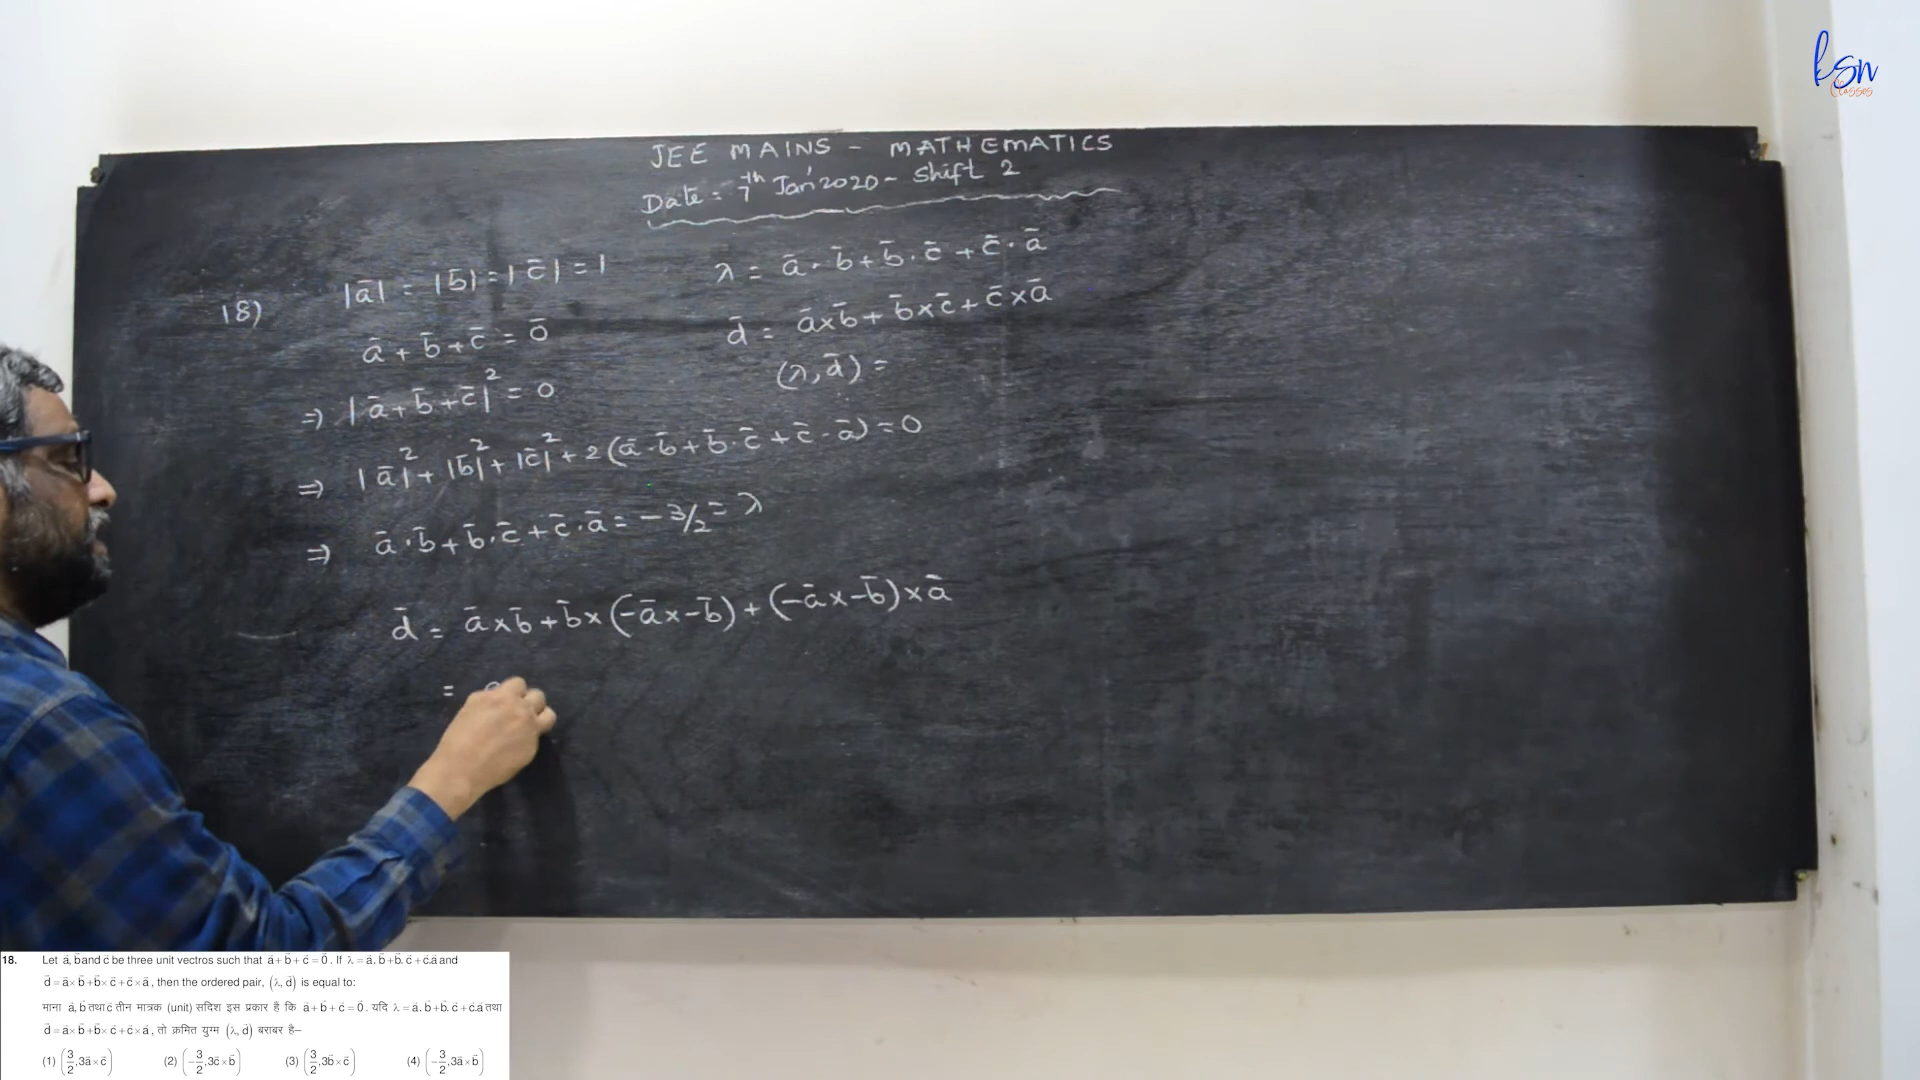 ksn
Classes
JEE MAINS - MATHEMATICS
Date: 7th Jan'2020 - Shift 2
18) |a̅| = |b̅| = |c̅| = 1
a̅ + b̅ + c̅ = 0̅
⇒ |a̅ + b̅ + c̅|² = 0
λ = a̅ · b̅ + b̅ · c̅ + c̅ · a̅
d̅ = a̅×b̅ + b̅×c̅ + c̅×a̅
(λ, d̅) =
⇒ |a̅|² + |b̅|² + |c̅|² + 2(a̅·b̅ + b̅·c̅ + c̅·a̅) = 0
⇒ a̅·b̅ + b̅·c̅ + c̅·a̅ = -3/2 = λ
d̅ = a̅×b̅ + b̅×(-a̅×-b̅) + (-a̅×-b̅)×a̅
=
18. Let a⃗, b⃗ and c⃗ be three unit vectros such that a⃗ + b⃗ + c⃗ = 0⃗. If λ = a⃗. b⃗ + b⃗. c⃗ + c⃗.a⃗ and
d⃗ = a⃗× b⃗ + b⃗× c⃗ + c⃗× a⃗, then the ordered pair, (λ, d⃗) is equal to:
माना a⃗, b⃗ तथा c⃗ तीन मात्रक (unit) सदिश इस प्रकार है कि a⃗ + b⃗ + c⃗ = 0⃗. यदि λ = a⃗. b⃗ + b⃗. c⃗ + c⃗.a⃗ तथा
d⃗ = a⃗× b⃗ + b⃗× c⃗ + c⃗× a⃗, तो क्रमित युग्म (λ, d⃗) बराबर है–
(1) (3/2, 3a⃗×c⃗) (2) (-3/2, 3c⃗×b⃗) (3) (3/2, 3b⃗×c⃗) (4) (-3/2, 3a⃗×b⃗)